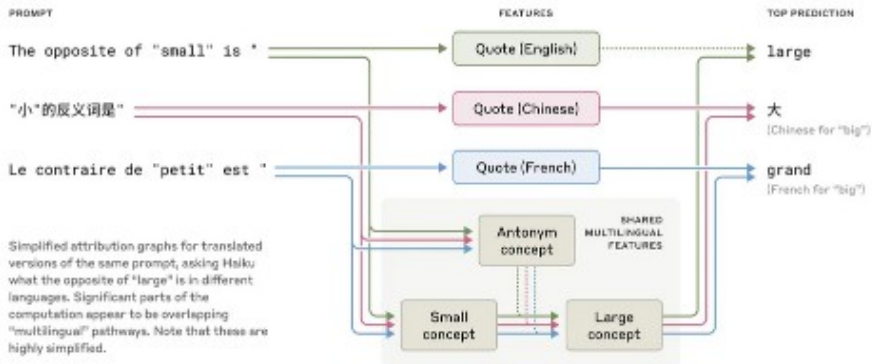 PROMPT
FEATURES
TOP PREDICTION
The opposite of "small" is "
Quote (English)
large
"小"的反义词是"
Quote (Chinese)
大
(Chinese for "big")
Le contraire de "petit" est "
Quote (French)
grand
(French for "big")
SHARED
MULTILINGUAL
FEATURES
Antonym
concept
Small
concept
Large
concept
Simplified attribution graphs for translated
versions of the same prompt, asking Haiku
what the opposite of "large" is in different
languages. Significant parts of the
computation appear to be overlapping
"multilingual" pathways. Note that these are
highly simplified.